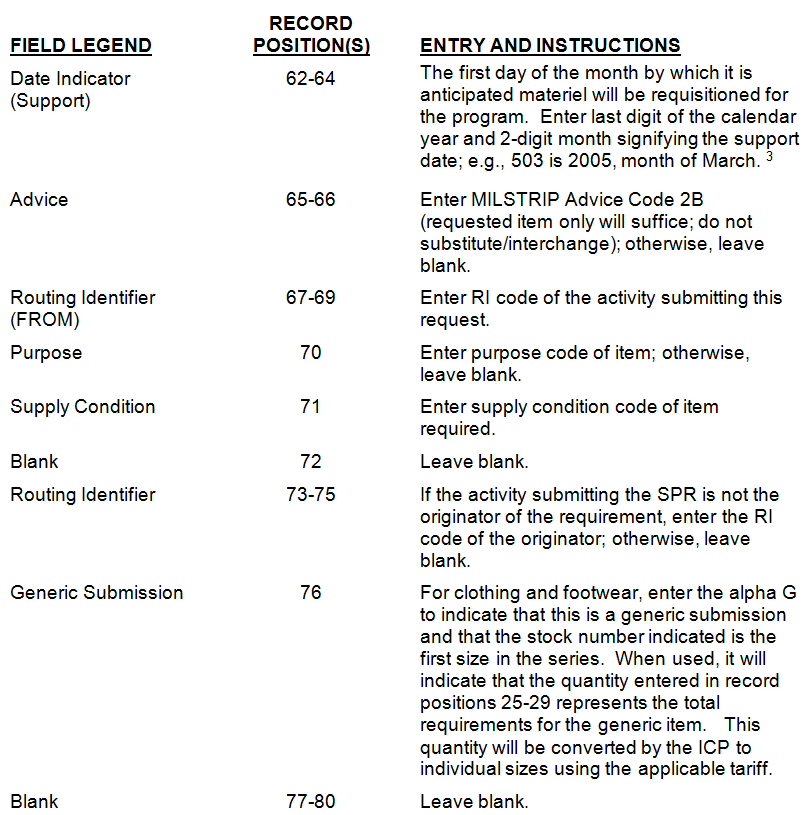 RECORD
FIELD LEGEND POSITION(S) ENTRY AND INSTRUCTIONS
Date Indicator 62-64 The first day of the month by which it is
(Support) anticipated materiel will be requisitioned for
the program. Enter last digit of the calendar
year and 2-digit month signifying the support
date; e.g., 503 is 2005, month of March. 3
Advice 65-66 Enter MILSTRIP Advice Code 2B
(requested item only will suffice; do not
substitute/interchange); otherwise, leave
blank.
Routing Identifier 67-69 Enter RI code of the activity submitting this
(FROM) request.
Purpose 70 Enter purpose code of item; otherwise,
leave blank.
Supply Condition 71 Enter supply condition code of item
required.
Blank 72 Leave blank.
Routing Identifier 73-75 If the activity submitting the SPR is not the
originator of the requirement, enter the RI
code of the originator; otherwise, leave
blank.
Generic Submission 76 For clothing and footwear, enter the alpha G
to indicate that this is a generic submission
and that the stock number indicated is the
first size in the series. When used, it will
indicate that the quantity entered in record
positions 25-29 represents the total
requirements for the generic item. This
quantity will be converted by the ICP to
individual sizes using the applicable tariff.
Blank 77-80 Leave blank.